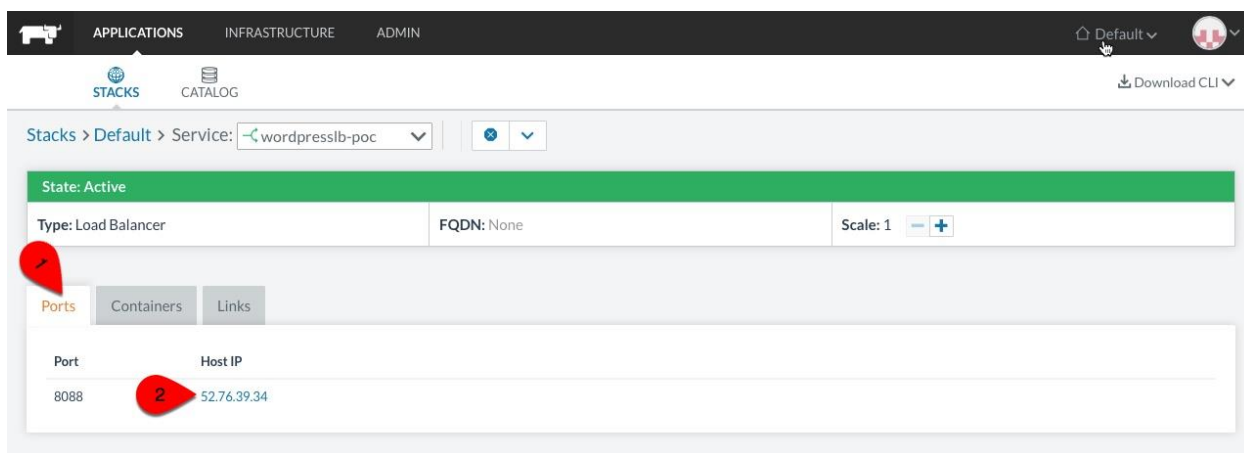 APPLICATIONS INFRASTRUCTURE ADMIN Default
STACKS CATALOG Download CLI
Stacks > Default > Service: wordpresslb-poc
State: Active
Type: Load Balancer FQDN: None Scale: 1
1
Ports Containers Links
Port Host IP
8088 2 52.76.39.34